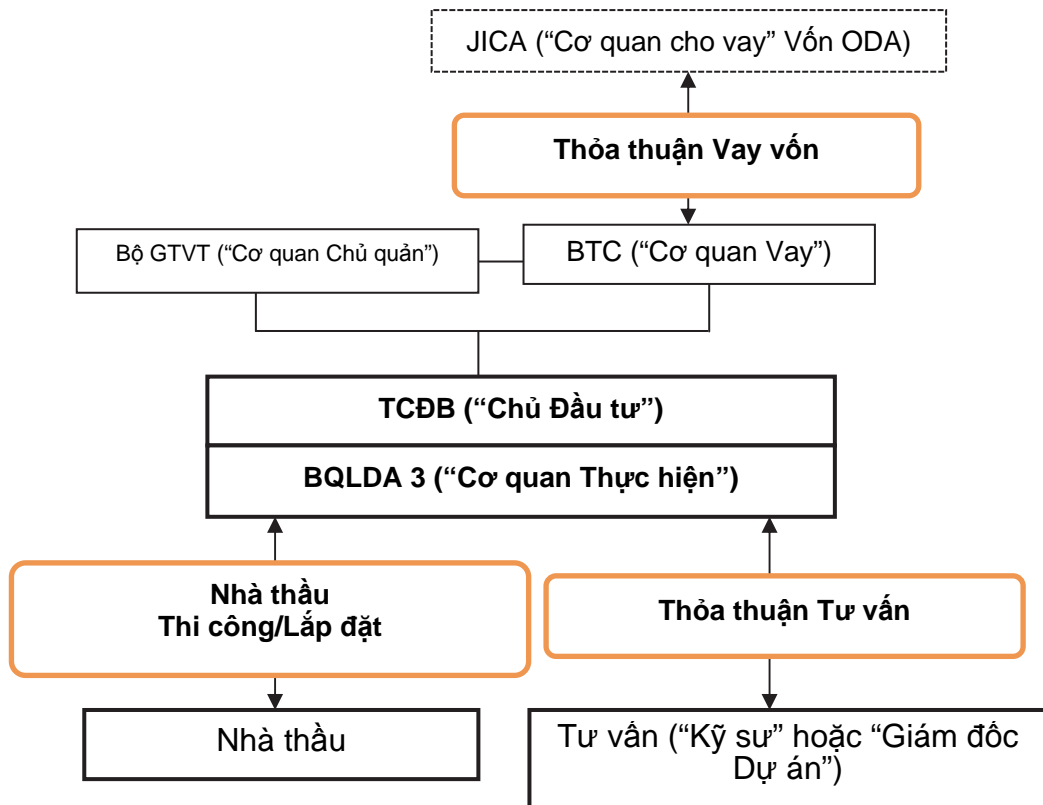 JICA (“Cơ quan cho vay” Vốn ODA)
Thỏa thuận Vay vốn
Bộ GTVT (“Cơ quan Chủ quản”)
BTC (“Cơ quan Vay”)
TCĐB (“Chủ Đầu tư”)
BQLDA 3 (“Cơ quan Thực hiện”)
Nhà thầu
Thi công/Lắp đặt
Thỏa thuận Tư vấn
Nhà thầu
Tư vấn (“Kỹ sư” hoặc “Giám đốc
Dự án”)